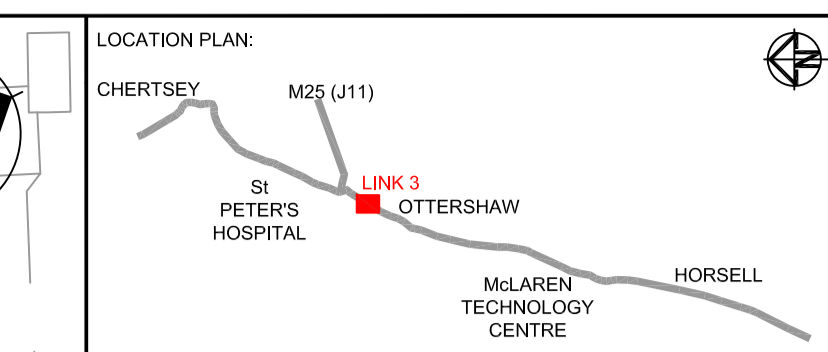 LOCATION PLAN:
CHERTSEY
M25 (J11)
N
St
PETER'S
HOSPITAL
LINK 3
OTTERSHAW
McLAREN
TECHNOLOGY
CENTRE
HORSELL